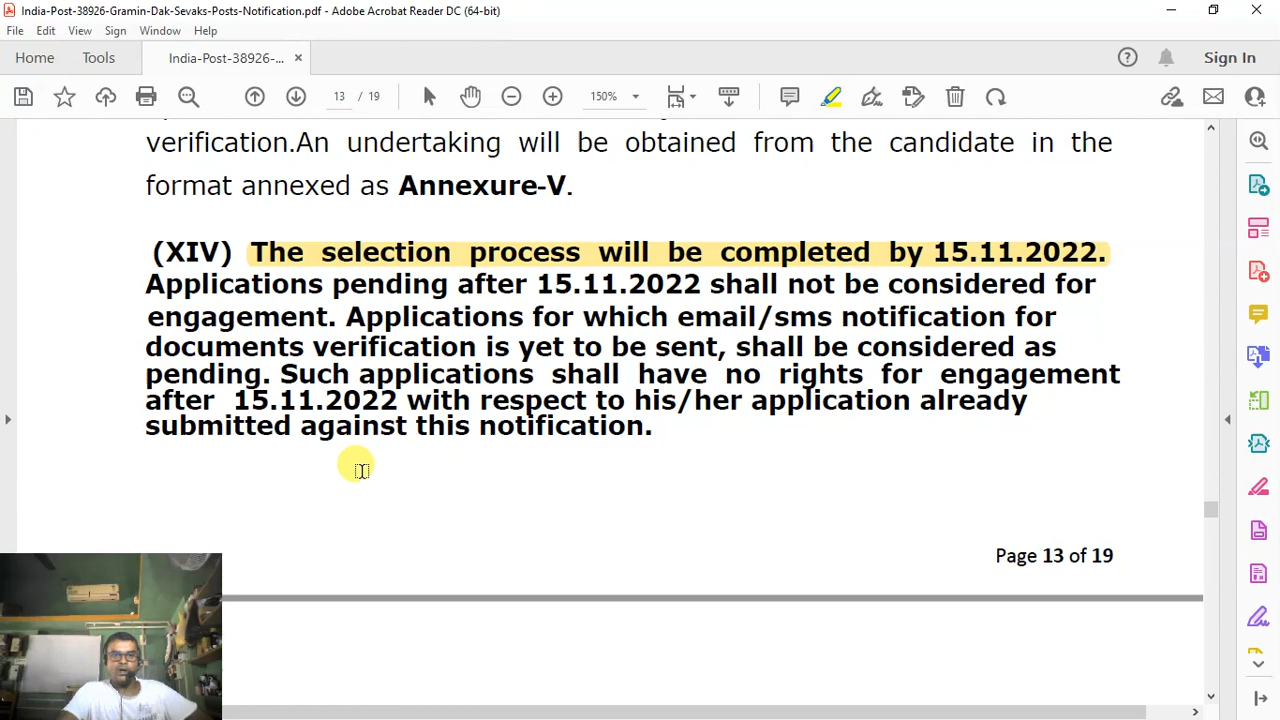 India-Post-38926-Gramin-Dak-Sevaks-Posts-Notification.pdf - Adobe Acrobat Reader DC (64-bit)
File Edit View Sign Window Help
Home Tools India-Post-38926-... × Sign In
13 / 19 150%
verification.An undertaking will be obtained from the candidate in the
format annexed as Annexure-V.
(XIV) The selection process will be completed by 15.11.2022.
Applications pending after 15.11.2022 shall not be considered for
engagement. Applications for which email/sms notification for
documents verification is yet to be sent, shall be considered as
pending. Such applications shall have no rights for engagement
after 15.11.2022 with respect to his/her application already
submitted against this notification.
Page 13 of 19